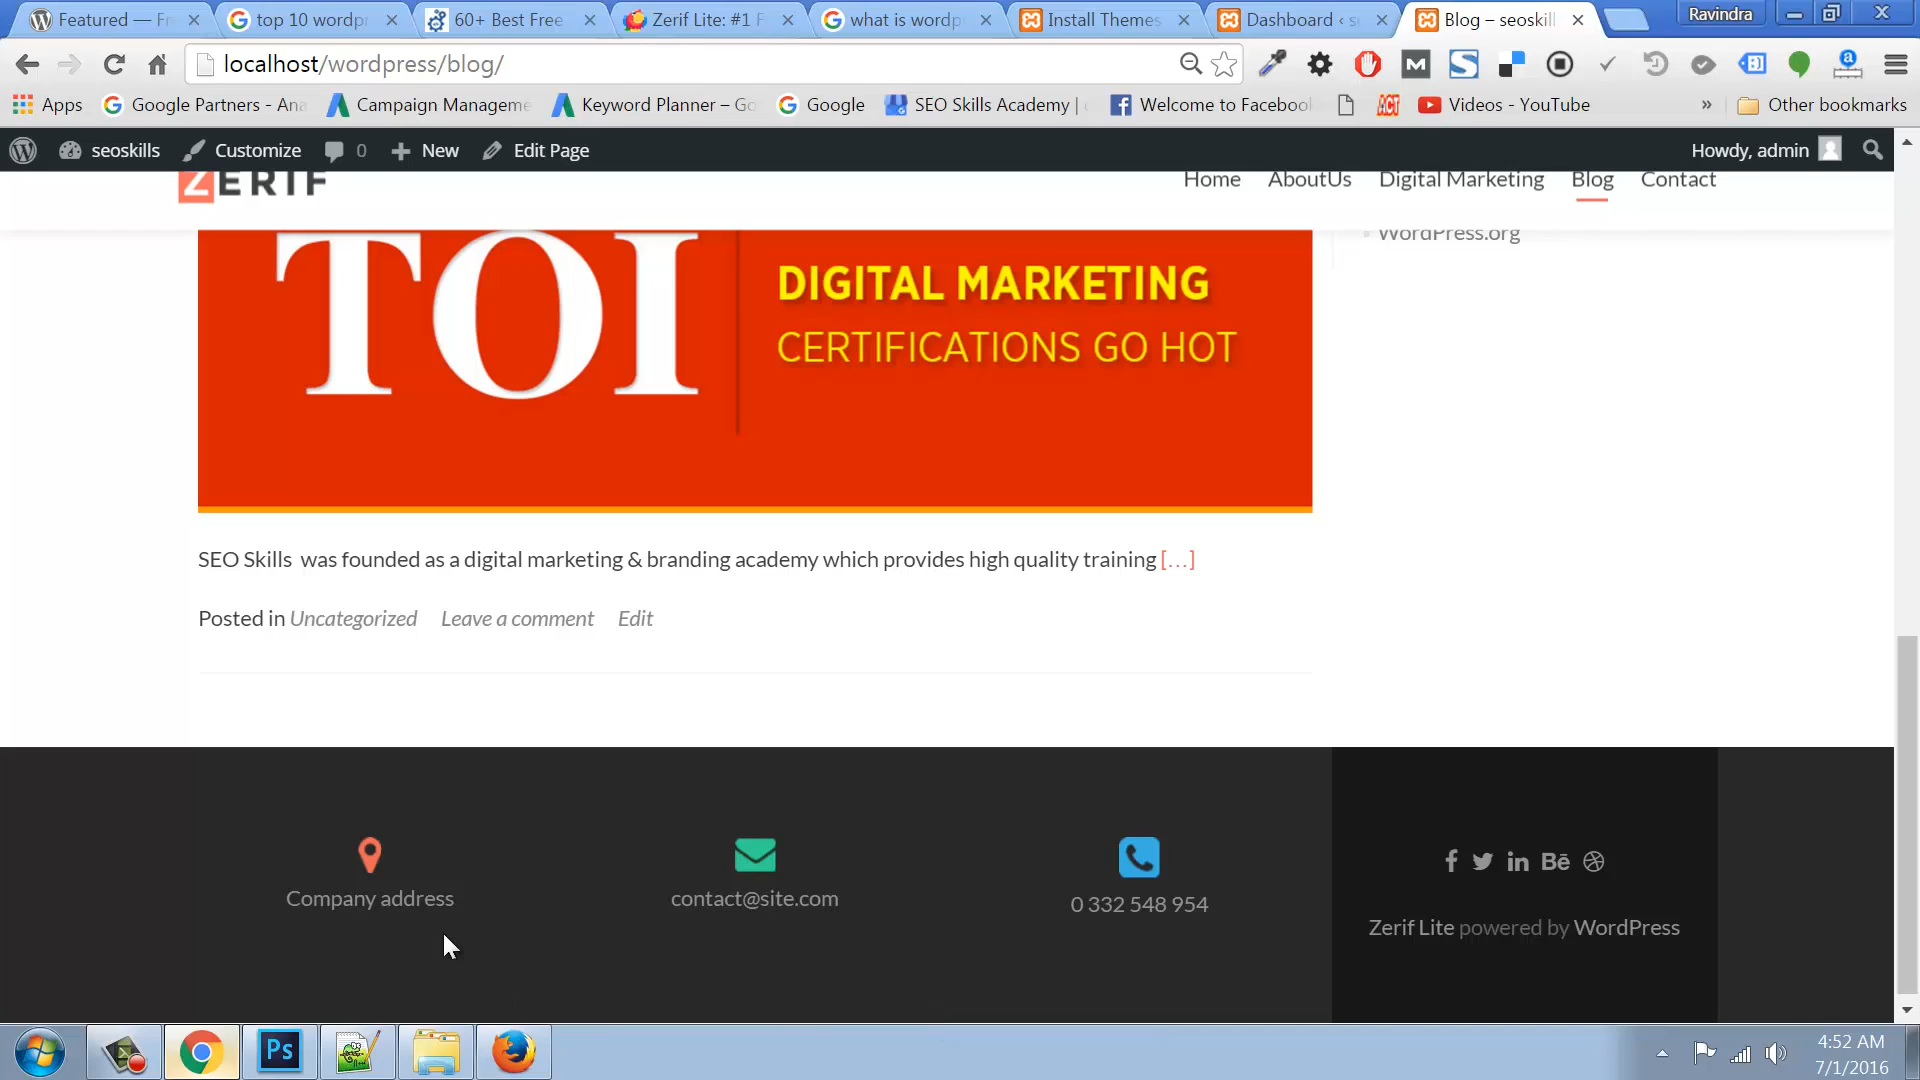 Featured — Fr
top 10 wordpr
60+ Best Free
Zerif Lite: #1 F
what is wordp
Install Themes
Dashboard ‹ s
Blog – seoskill
Ravindra
localhost/wordpress/blog/
Apps
Google Partners - Ana
Campaign Manageme
Keyword Planner – Go
Google
SEO Skills Academy |
Welcome to Facebook
ACT
Videos - YouTube
»
Other bookmarks
seoskills
Customize
0
New
Edit Page
Howdy, admin
ZERIF
Home
AboutUs
Digital Marketing
Blog
Contact
WordPress.org
TOI
DIGITAL MARKETING
CERTIFICATIONS GO HOT
SEO Skills was founded as a digital marketing & branding academy which provides high quality training [...]
Posted in Uncategorized Leave a comment Edit
Company address
contact@site.com
0 332 548 954
Zerif Lite powered by WordPress
Ps
4:52 AM
7/1/2016